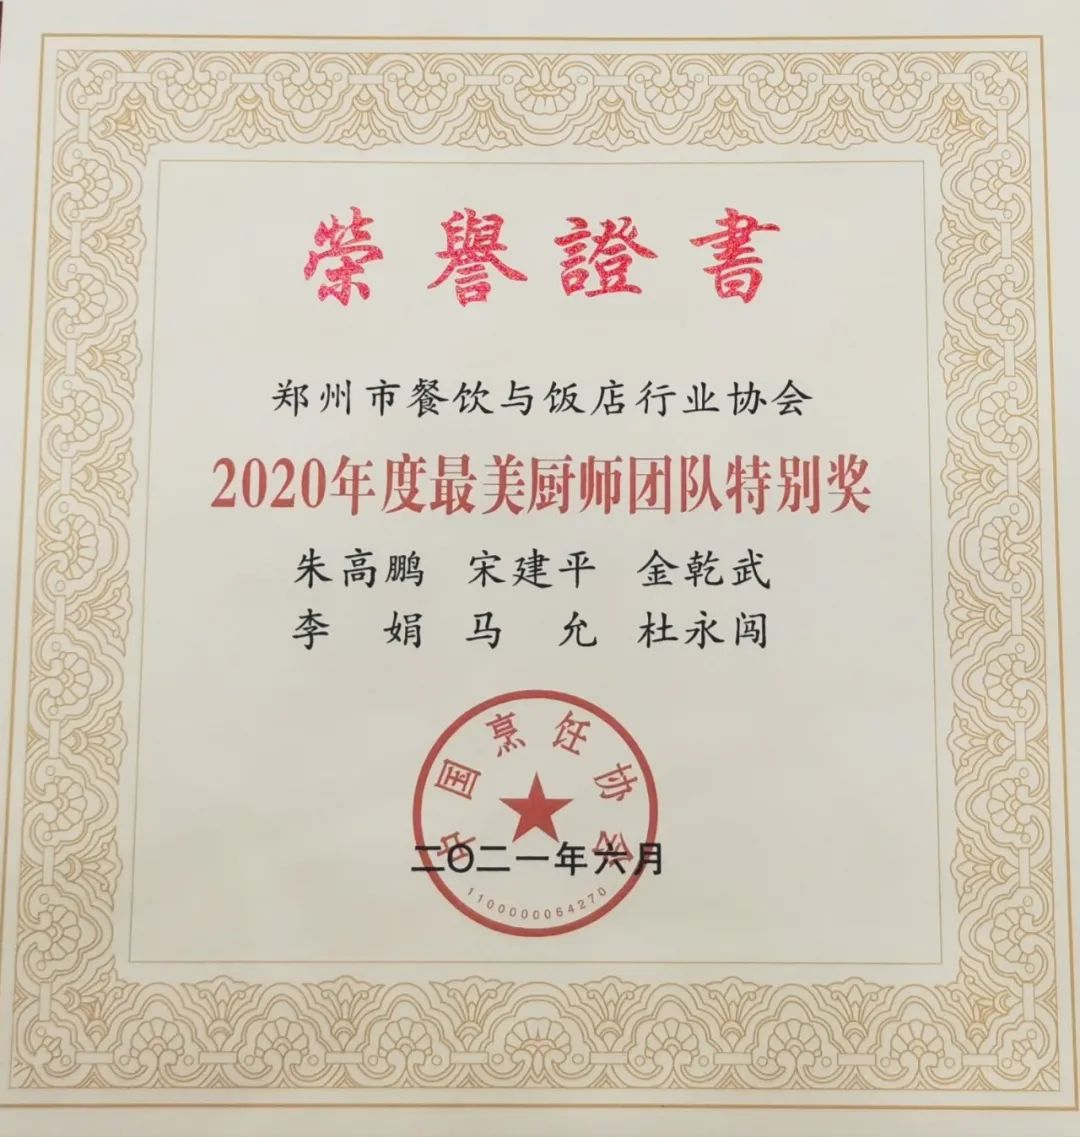 榮譽證書
郑州市餐饮与饭店行业协会
2020年度最美厨师团队特别奖
朱高鹏 宋建平 金乾武
李 娟 马 允 杜永闯
中国烹饪协会
二〇二一年六月
1100000064270